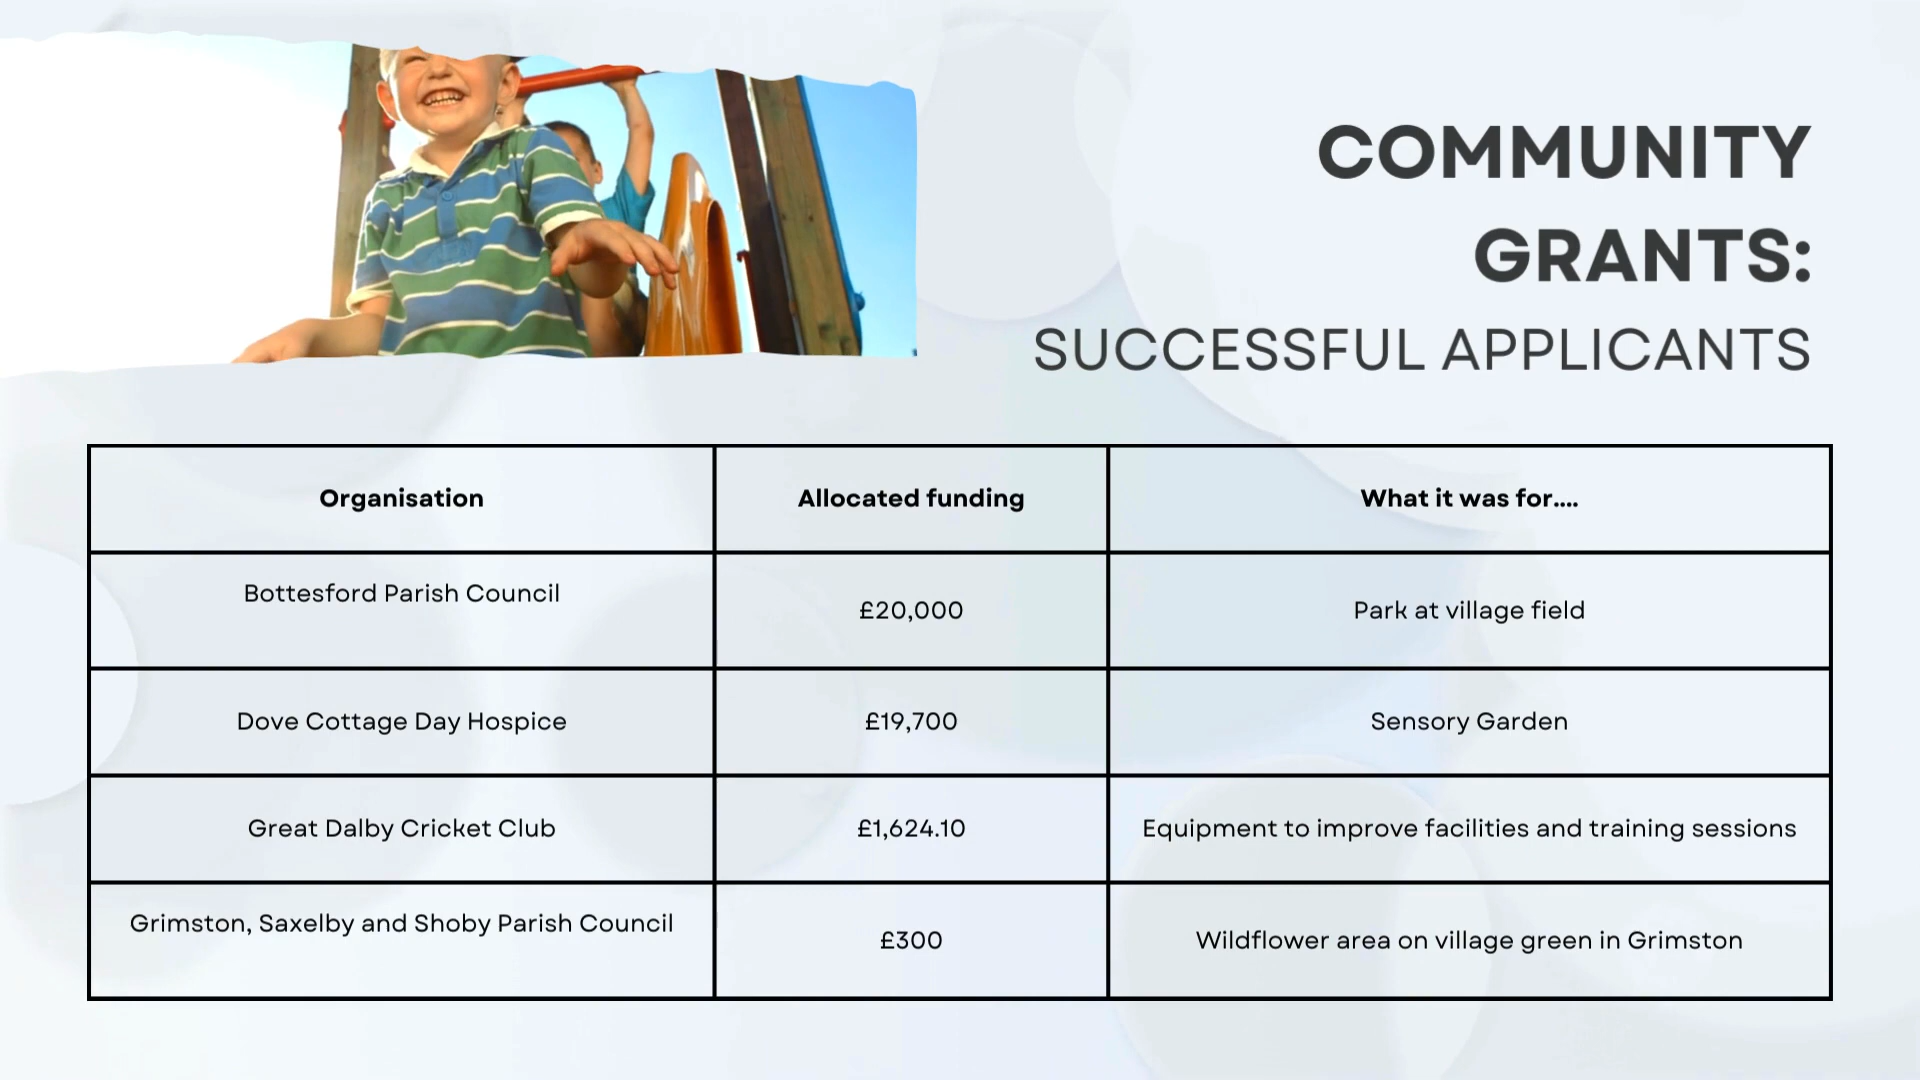 COMMUNITY
GRANTS:
SUCCESSFUL APPLICANTS
Organisation Allocated funding What it was for....
Bottesford Parish Council £20,000 Park at village field
Dove Cottage Day Hospice £19,700 Sensory Garden
Great Dalby Cricket Club £1,624.10 Equipment to improve facilities and training sessions
Grimston, Saxelby and Shoby Parish Council £300 Wildflower area on village green in Grimston